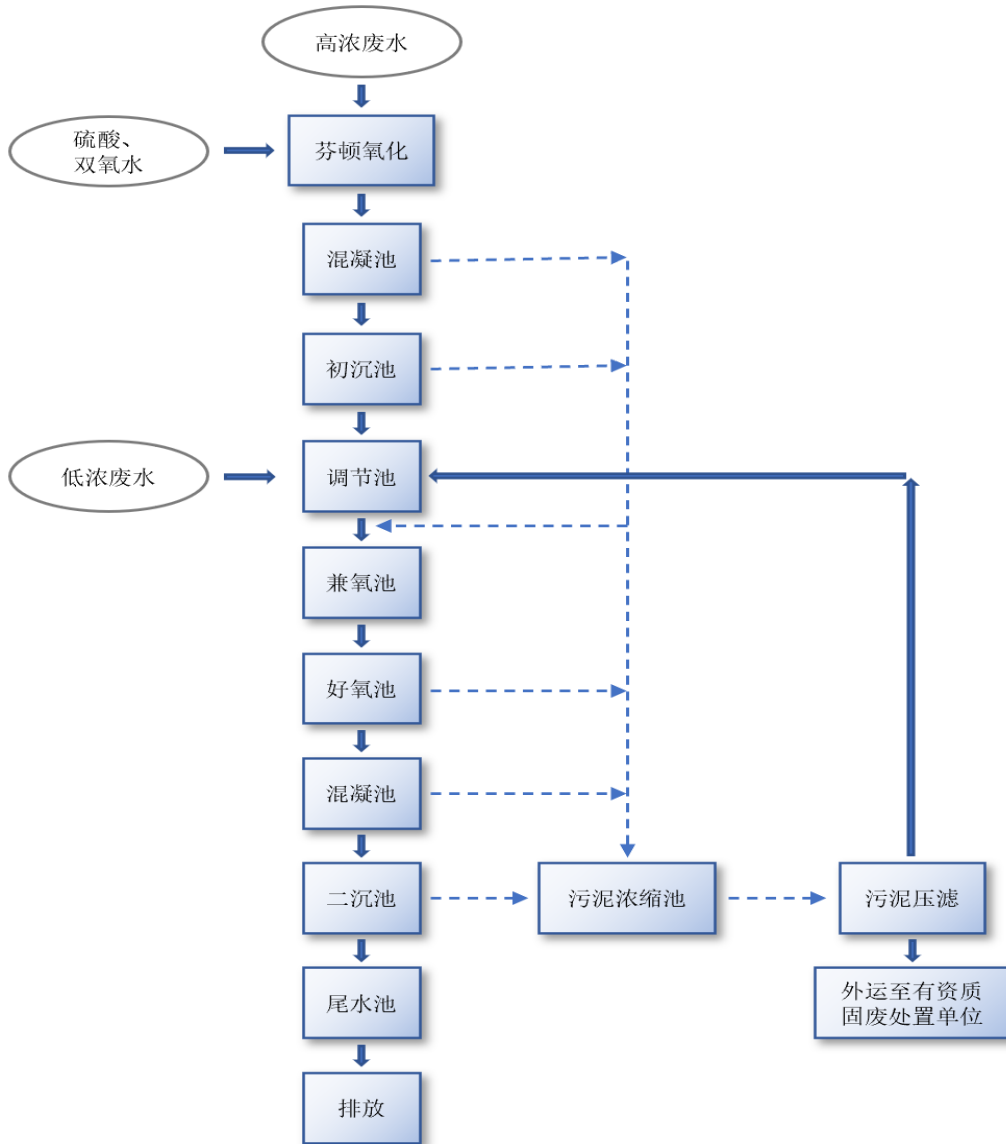 高浓废水
硫酸、
双氧水
芬顿氧化
混凝池
初沉池
低浓废水
调节池
兼氧池
好氧池
混凝池
二沉池
污泥浓缩池
污泥压滤
尾水池
外运至有资质
固废处置单位
排放